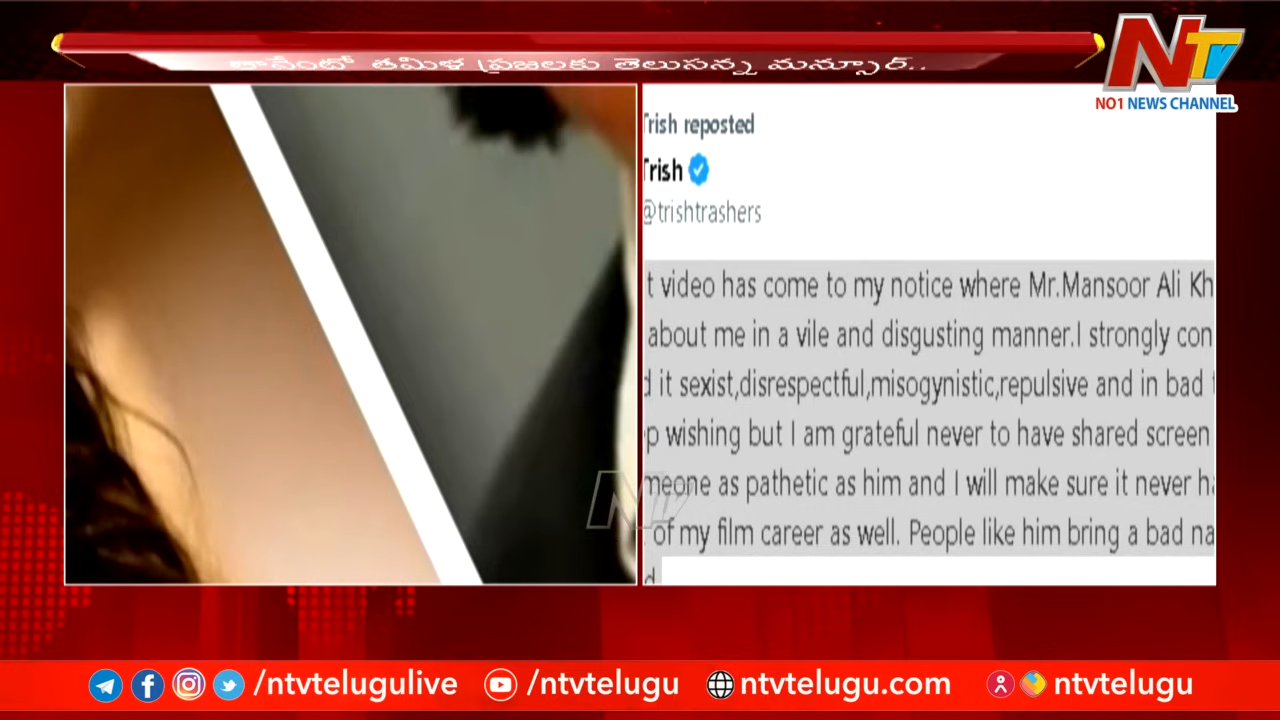 తానేంటో తమిళ ప్రజలకు తెలుసన్న మన్సూర్..
NTV
NO1 NEWS CHANNEL
Trish reposted
Trish
@trishtrashers
t video has come to my notice where Mr.Mansoor Ali Kh
about me in a vile and disgusting manner.I strongly con
d it sexist,disrespectful,misogynistic,repulsive and in bad
p wishing but I am grateful never to have shared screen
meone as pathetic as him and I will make sure it never ha
of my film career as well. People like him bring a bad na
d
NTV
/ntvtelugulive /ntvtelugu ntvtelugu.com ntvtelugu